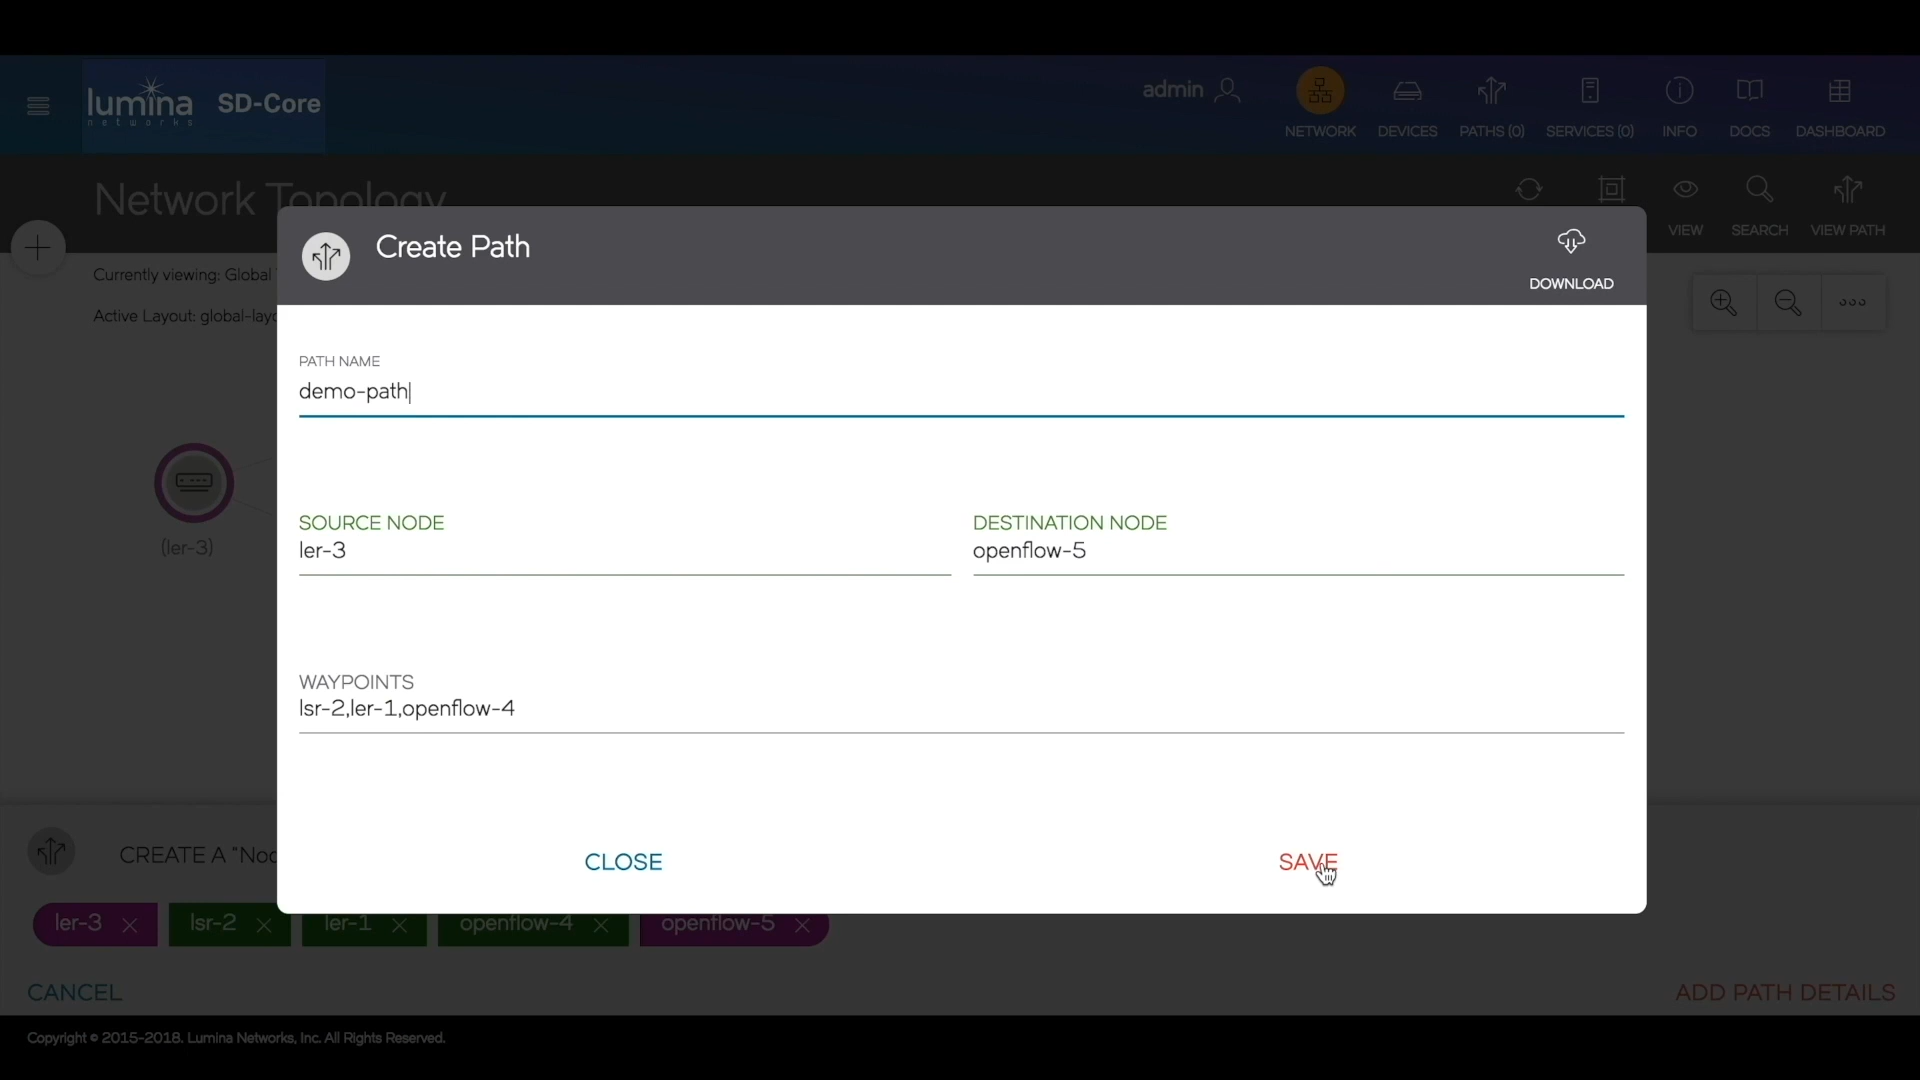 lumina
networks
SD-Core
admin
NETWORK
DEVICES
PATHS (0)
SERVICES (0)
INFO
DOCS
DASHBOARD
Network Topology
VIEW
SEARCH
VIEW PATH
Create Path
DOWNLOAD
Currently viewing: Global
Active Layout: global-layo
PATH NAME
demo-path
(ler-3)
SOURCE NODE
ler-3
DESTINATION NODE
openflow-5
WAYPOINTS
lsr-2,ler-1,openflow-4
CLOSE
SAVE
CREATE A "Noc
ler-3
lsr-2
ler-1
openflow-4
openflow-5
CANCEL
ADD PATH DETAILS
Copyright © 2015-2018. Lumina Networks, Inc. All Rights Reserved.